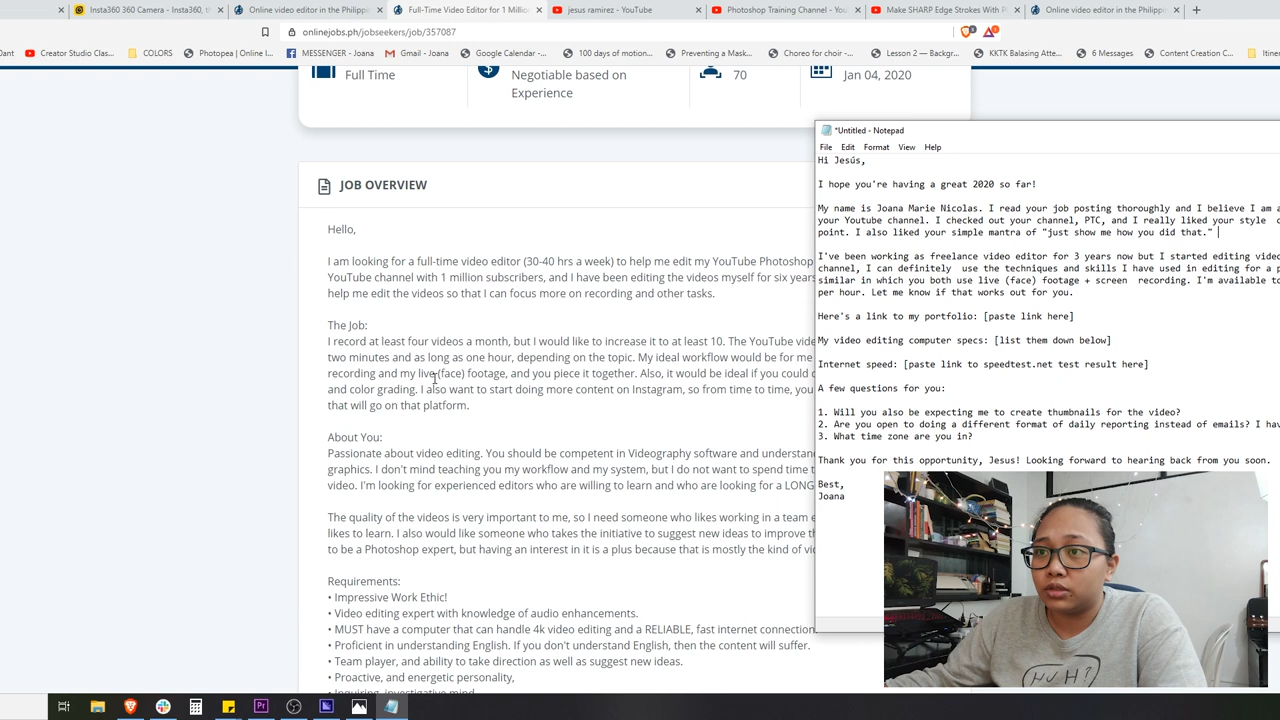 Insta360 360 Camera - Insta360, th
Online video editor in the Philippin
Full-Time Video Editor for 1 Million
jesus ramirez - YouTube
Photoshop Training Channel - You
Make SHARP Edge Strokes With P
Online video editor in the Philippin
onlinejobs.ph/jobseekers/job/357087
Dant
Creator Studio Clas...
COLORS
Photopea | Online I...
MESSENGER - Joana
Gmail - Joana
Google Calendar -...
100 days of motion...
Preventing a Mask...
Choreo for choir -...
Lesson 2 – Backgr...
KKTK Balasing Atte...
6 Messages
Content Creation C...
Itine
Full Time
Negotiable based on
Experience
70
Jan 04, 2020
JOB OVERVIEW
Hello,
I am looking for a full-time video editor (30-40 hrs a week) to help me edit my YouTube Photoshop
YouTube channel with 1 million subscribers, and I have been editing the videos myself for six years
help me edit the videos so that I can focus more on recording and other tasks.
The Job:
I record at least four videos a month, but I would like to increase it to at least 10. The YouTube vide
two minutes and as long as one hour, depending on the topic. My ideal workflow would be for me
recording and my live (face) footage, and you piece it together. Also, it would be ideal if you could
and color grading. I also want to start doing more content on Instagram, so from time to time, you
that will go on that platform.
About You:
Passionate about video editing. You should be competent in Videography software and understan
graphics. I don't mind teaching you my workflow and my system, but I do not want to spend time t
video. I'm looking for experienced editors who are willing to learn and who are looking for a LONG
The quality of the videos is very important to me, so I need someone who likes working in a team e
likes to learn. I also would like someone who takes the initiative to suggest new ideas to improve th
to be a Photoshop expert, but having an interest in it is a plus because that is mostly the kind of vi
Requirements:
• Impressive Work Ethic!
• Video editing expert with knowledge of audio enhancements.
• MUST have a computer that can handle 4k video editing and a RELIABLE, fast internet connection.
• Proficient in understanding English. If you don't understand English, then the content will suffer.
• Team player, and ability to take direction as well as suggest new ideas.
• Proactive, and energetic personality,
• Inquiring, investigative mind
*Untitled - Notepad
File Edit Format View Help
Hi Jesús,
I hope you're having a great 2020 so far!
My name is Joana Marie Nicolas. I read your job posting thoroughly and I believe I am a
your Youtube channel. I checked out your channel, PTC, and I really liked your style
point. I also liked your simple mantra of "just show me how you did that."
I've been working as freelance video editor for 3 years now but I started editing video
channel, I can definitely use the techniques and skills I have used in editing for a p
similar in which you both use live (face) footage + screen recording. I'm available to
per hour. Let me know if that works out for you.
Here's a link to my portfolio: [paste link here]
My video editing computer specs: [list them down below]
Internet speed: [paste link to speedtest.net test result here]
A few questions for you:
1. Will you also be expecting me to create thumbnails for the video?
2. Are you open to doing a different format of daily reporting instead of emails? I hav
3. What time zone are you in?
Thank you for this opportunity, Jesus! Looking forward to hearing back from you soon.
Best,
Joana
HUH?
Pr